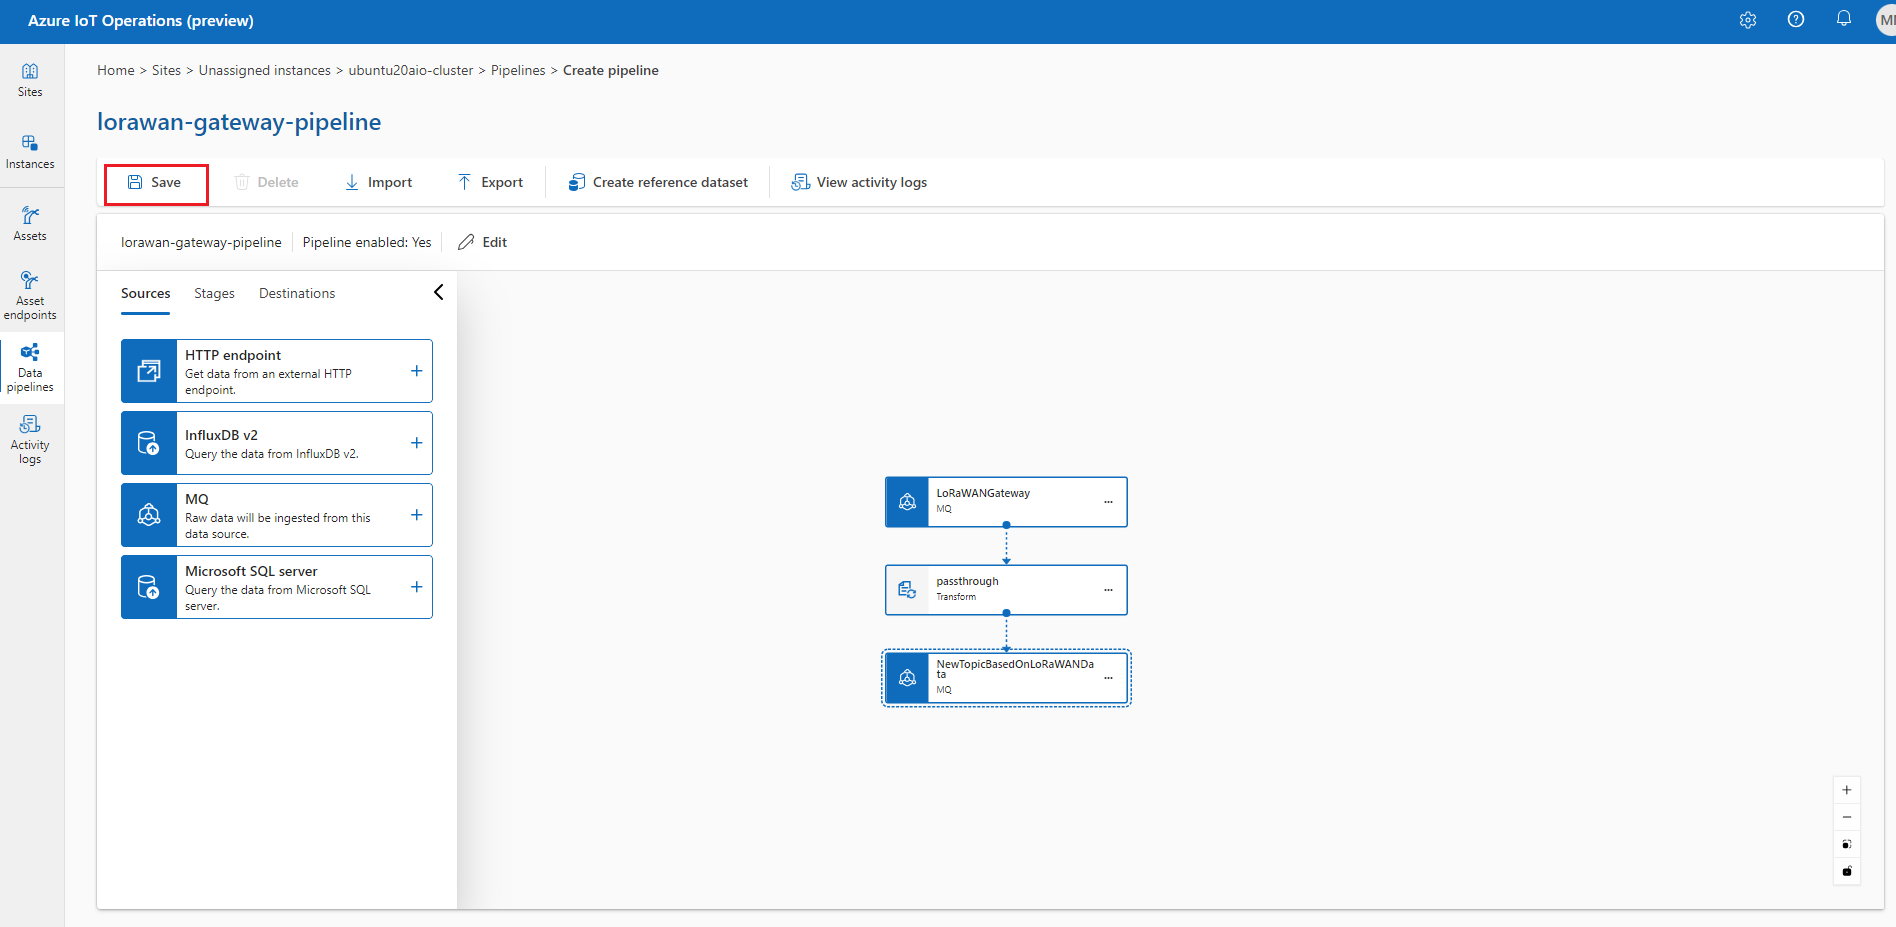 Azure IoT Operations (preview)
MI
Home > Sites > Unassigned instances > ubuntu20aio-cluster > Pipelines > Create pipeline
lorawan-gateway-pipeline
Save
Delete
Import
Export
Create reference dataset
View activity logs
lorawan-gateway-pipeline
Pipeline enabled: Yes
Edit
Sites
Instances
Assets
Asset
endpoints
Data
pipelines
Activity
logs
Sources
Stages
Destinations
HTTP endpoint
Get data from an external HTTP
endpoint.
InfluxDB v2
Query the data from InfluxDB v2.
MQ
Raw data will be ingested from this
data source.
Microsoft SQL server
Query the data from Microsoft SQL
server.
LoRaWANGateway
MQ
passthrough
Transform
NewTopicBasedOnLoRaWANDa
ta
MQ